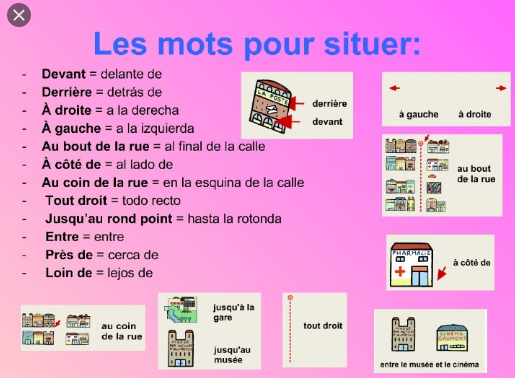 Les mots pour situer:
- Devant = delante de
- Derrière = detrás de
- À droite = a la derecha
- À gauche = a la izquierda
- Au bout de la rue = al final de la calle
- À côté de = al lado de
- Au coin de la rue = en la esquina de la calle
- Tout droit = todo recto
- Jusqu'au rond point = hasta la rotonda
- Entre = entre
- Près de = cerca de
- Loin de = lejos de
LA POSTE
derrière
devant
à gauche à droite
au bout
de la rue
PHARMACIE
à côté de
au coin
de la rue
jusqu'à la
gare
jusqu'au
musée
tout droit
CINÉMA
GAUMONT
entre le musée et le cinéma